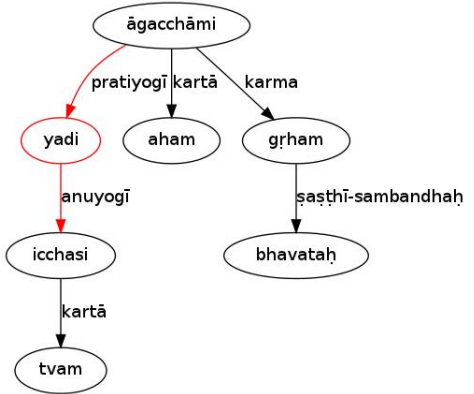 āgacchāmi
pratiyogī kartā karma
yadi aham gṛham
anuyogī ṣaṣṭhī-sambandhaḥ
icchasi bhavataḥ
kartā
tvam